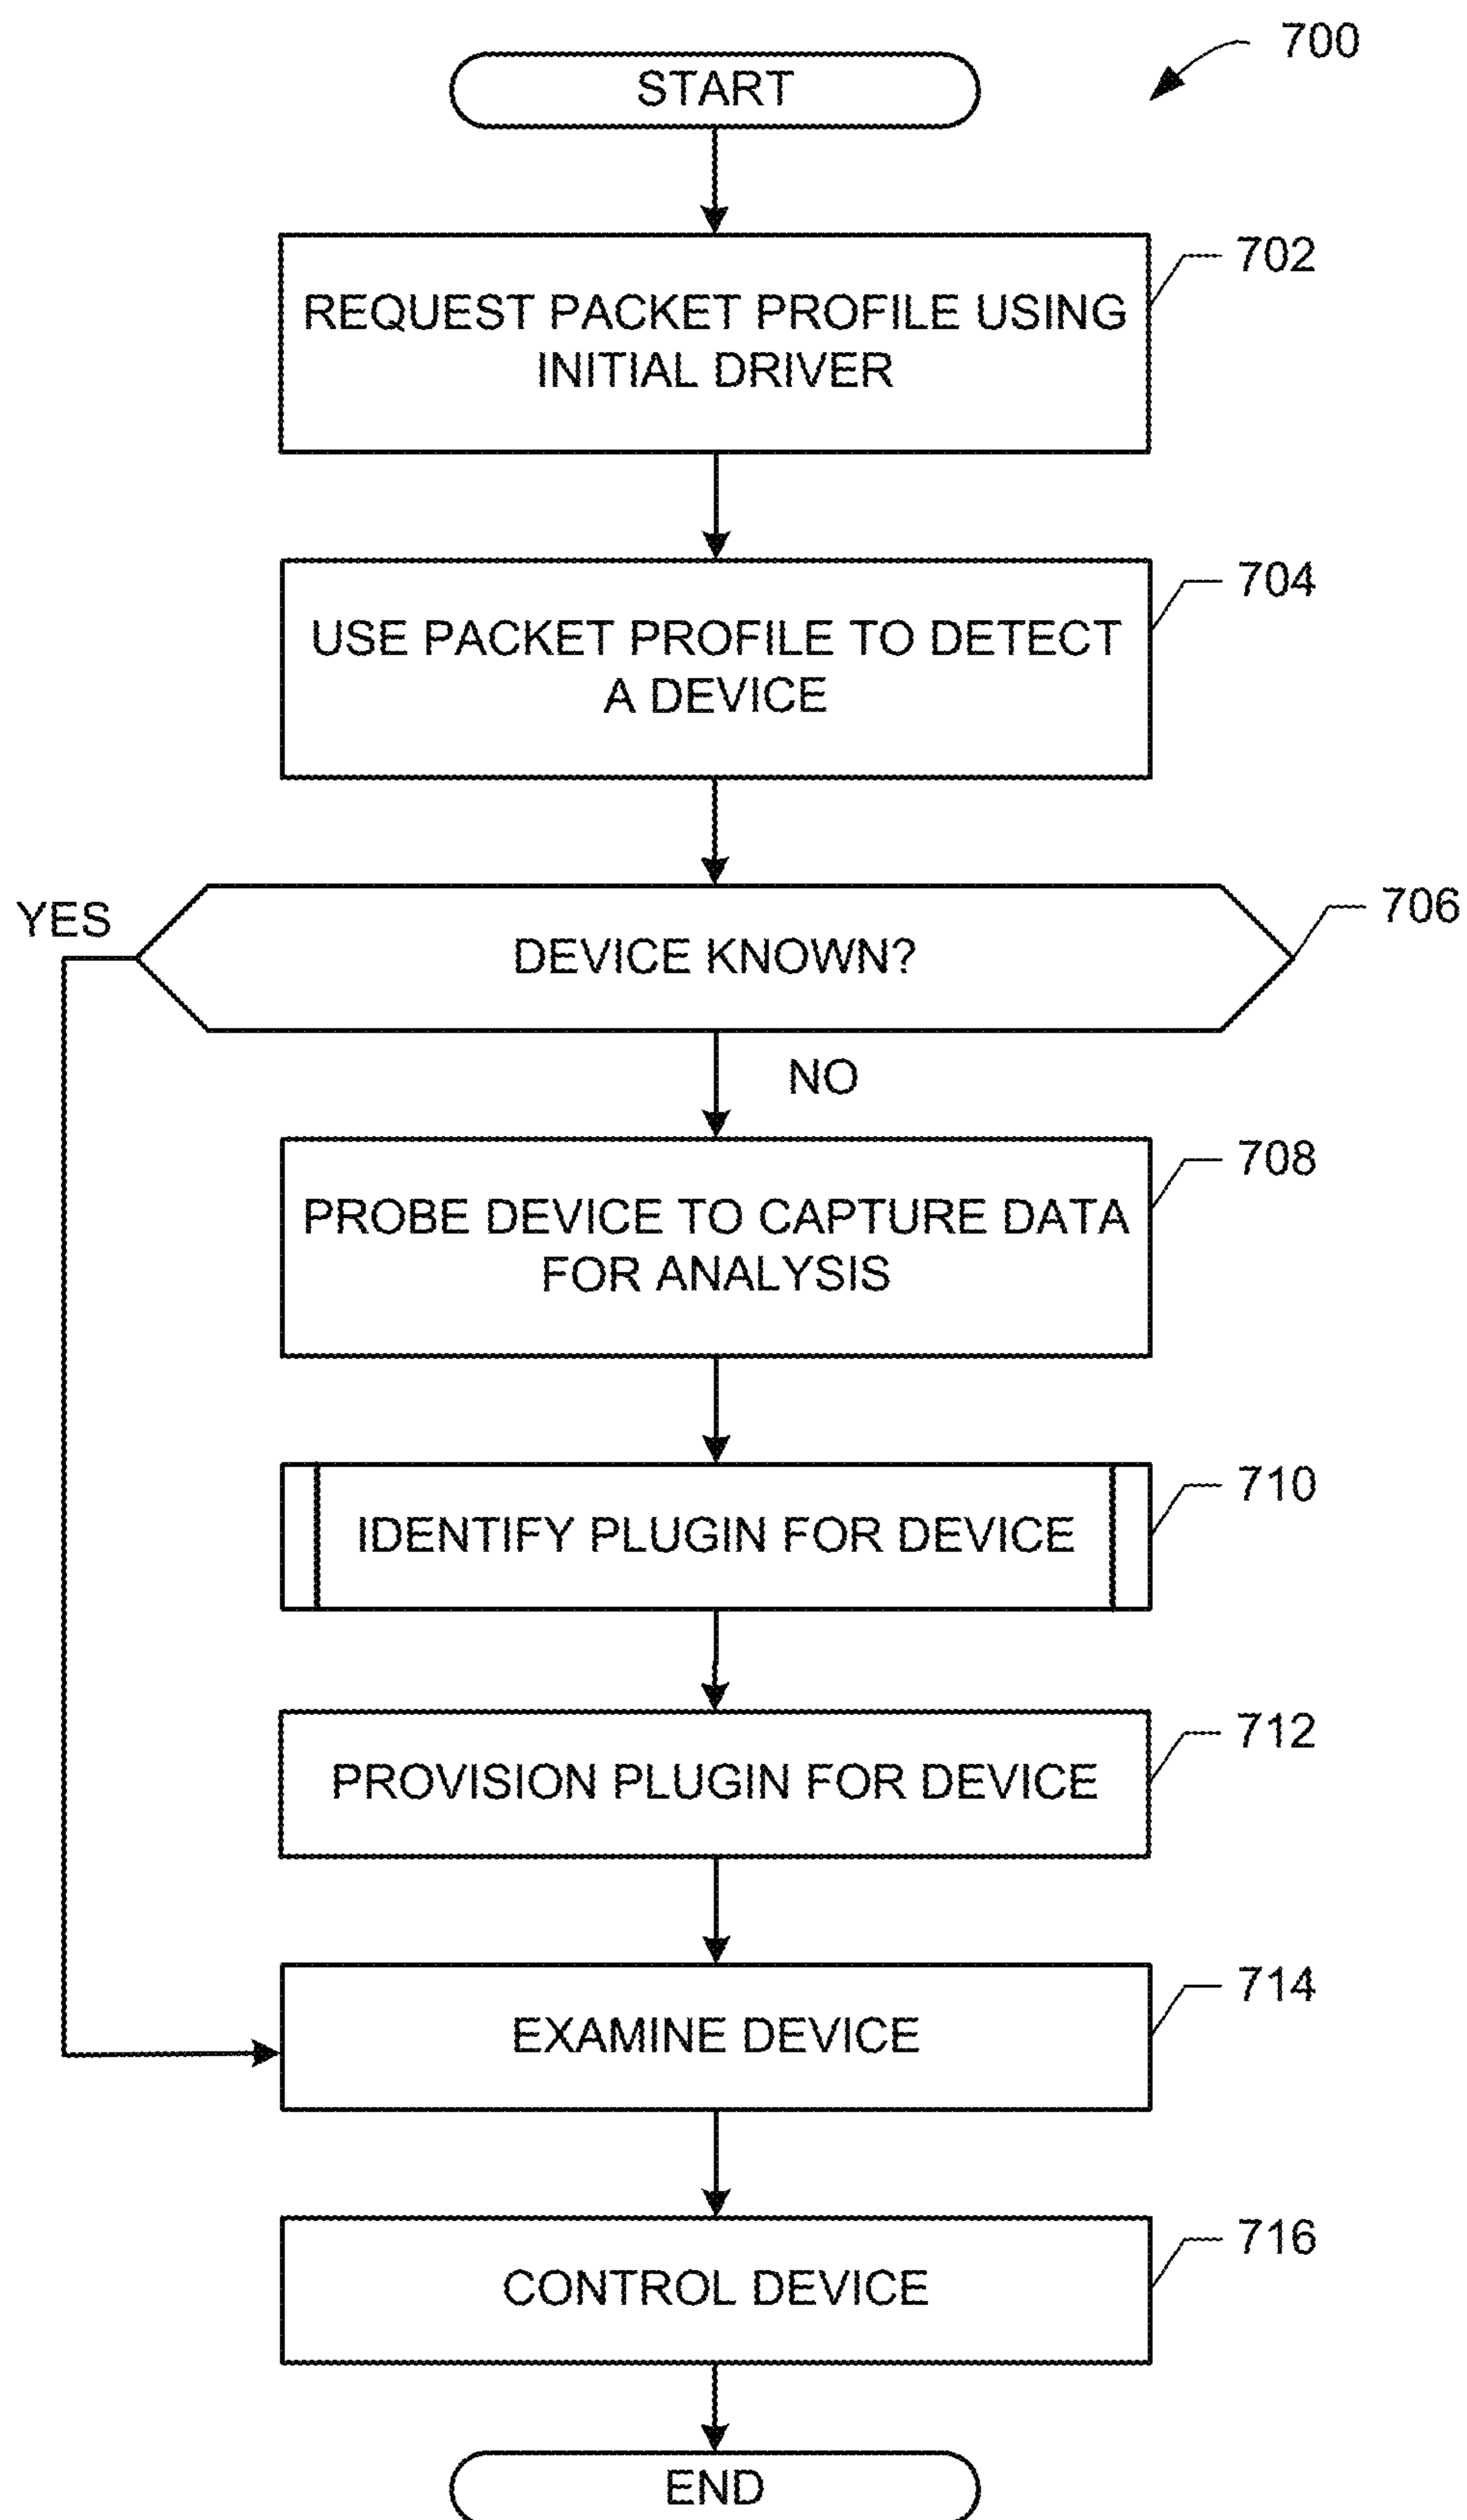 700
START
702
REQUEST PACKET PROFILE USING
INITIAL DRIVER
704
USE PACKET PROFILE TO DETECT
A DEVICE
YES
706
DEVICE KNOWN?
NO
708
PROBE DEVICE TO CAPTURE DATA
FOR ANALYSIS
710
IDENTIFY PLUGIN FOR DEVICE
712
PROVISION PLUGIN FOR DEVICE
714
EXAMINE DEVICE
716
CONTROL DEVICE
END